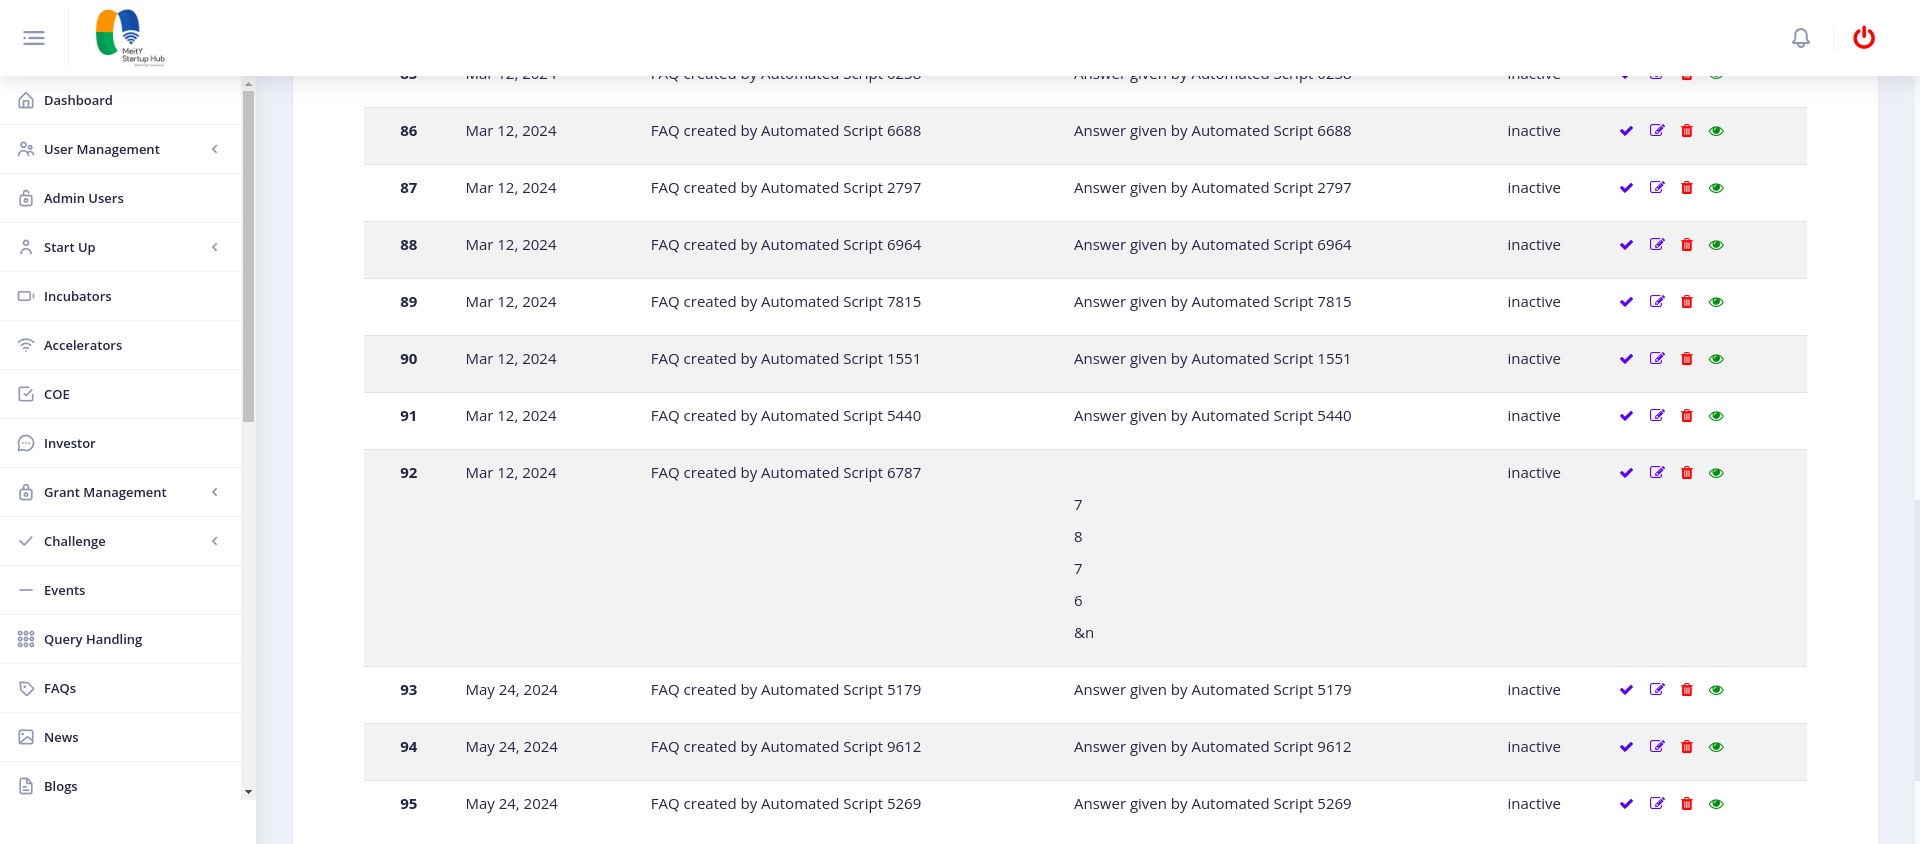 MeitY
Startup Hub
Dashboard
User Management
Admin Users
Start Up
Incubators
Accelerators
COE
Investor
Grant Management
Challenge
Events
Query Handling
FAQs
News
Blogs
86 Mar 12, 2024 FAQ created by Automated Script 6688 Answer given by Automated Script 6688 inactive
87 Mar 12, 2024 FAQ created by Automated Script 2797 Answer given by Automated Script 2797 inactive
88 Mar 12, 2024 FAQ created by Automated Script 6964 Answer given by Automated Script 6964 inactive
89 Mar 12, 2024 FAQ created by Automated Script 7815 Answer given by Automated Script 7815 inactive
90 Mar 12, 2024 FAQ created by Automated Script 1551 Answer given by Automated Script 1551 inactive
91 Mar 12, 2024 FAQ created by Automated Script 5440 Answer given by Automated Script 5440 inactive
92 Mar 12, 2024 FAQ created by Automated Script 6787 inactive
7
8
7
6
&n
93 May 24, 2024 FAQ created by Automated Script 5179 Answer given by Automated Script 5179 inactive
94 May 24, 2024 FAQ created by Automated Script 9612 Answer given by Automated Script 9612 inactive
95 May 24, 2024 FAQ created by Automated Script 5269 Answer given by Automated Script 5269 inactive